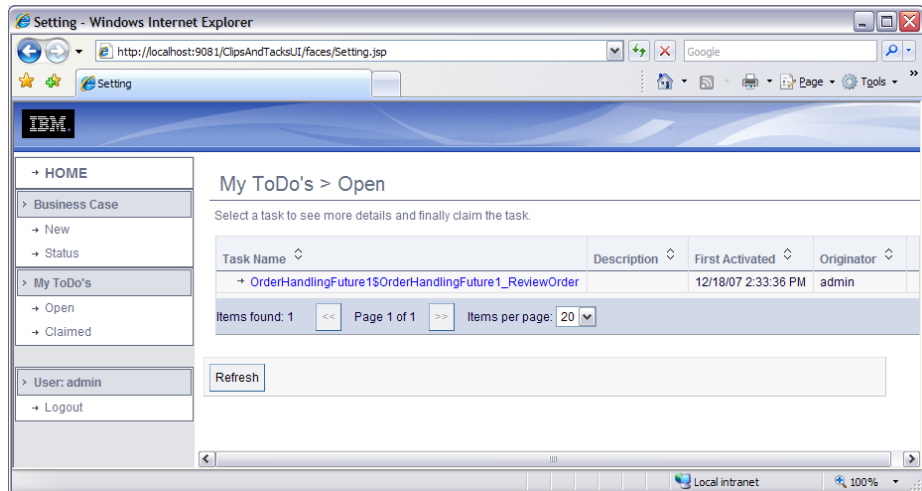 Setting - Windows Internet Explorer
http://localhost:9081/ClipsAndTacksUI/faces/Setting.jsp
Google
Setting
Page
Tools
IBM.
HOME
Business Case
New
Status
My ToDo's
Open
Claimed
User: admin
Logout
My ToDo's > Open
Select a task to see more details and finally claim the task.
Task Name Description First Activated Originator
OrderHandlingFuture1$OrderHandlingFuture1_ReviewOrder 12/18/07 2:33:36 PM admin
Items found: 1 << Page 1 of 1 >> Items per page: 20
Refresh
Local intranet 100%